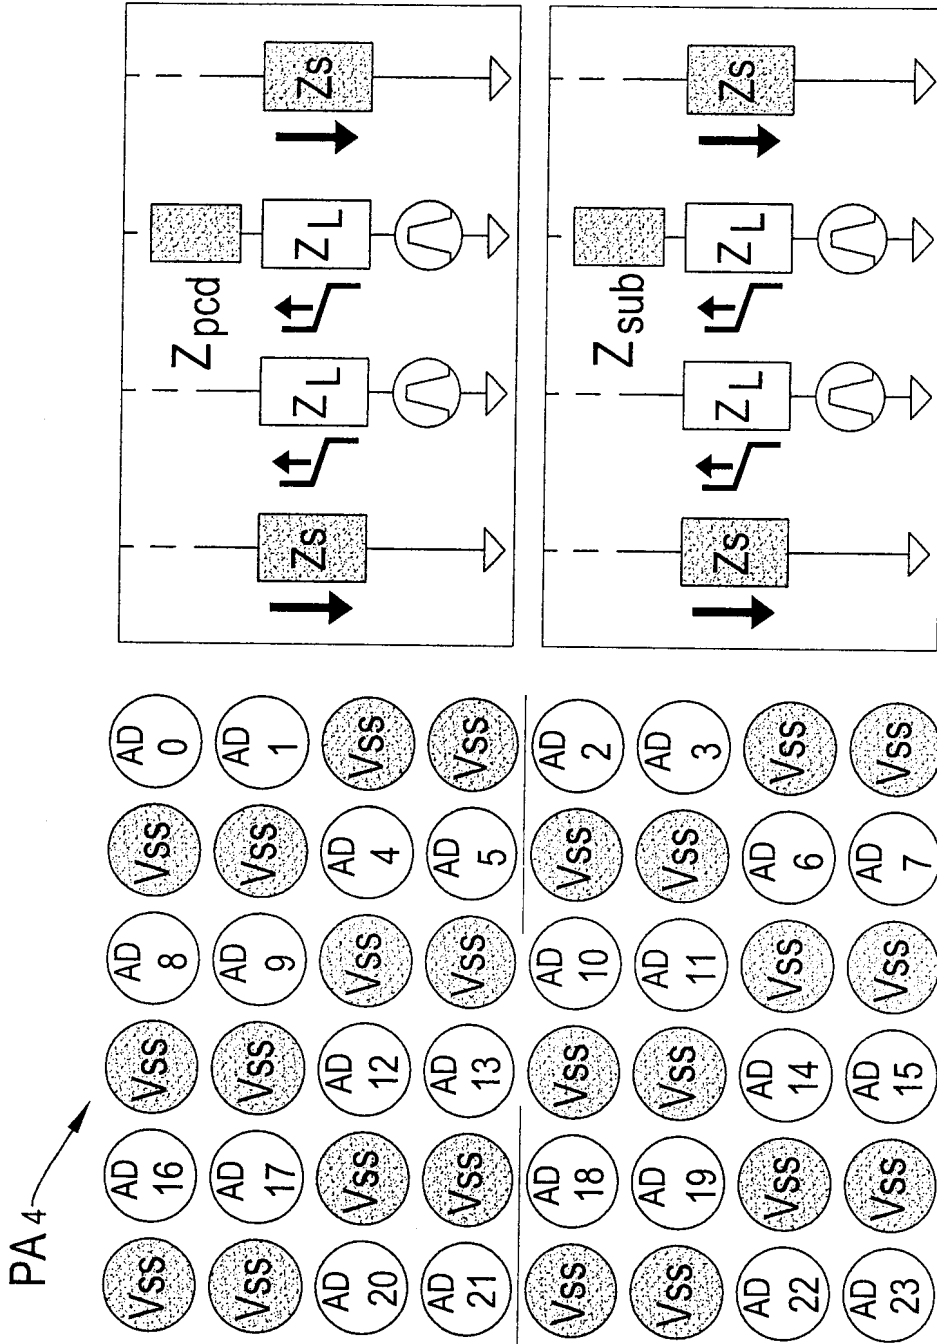 PA4
Vss AD 16 Vss AD 8 Vss AD 0
Vss AD 17 Vss AD 9 Vss AD 1
AD 20 Vss AD 12 Vss AD 4 Vss
AD 21 Vss AD 13 Vss AD 5 Vss
Zpcd
Zs ZL ZL Zs
Vss AD 18 Vss AD 10 Vss AD 2
Vss AD 19 Vss AD 11 Vss AD 3
AD 22 Vss AD 14 Vss AD 6 Vss
AD 23 Vss AD 15 Vss AD 7 Vss
Zsub
Zs ZL ZL Zs